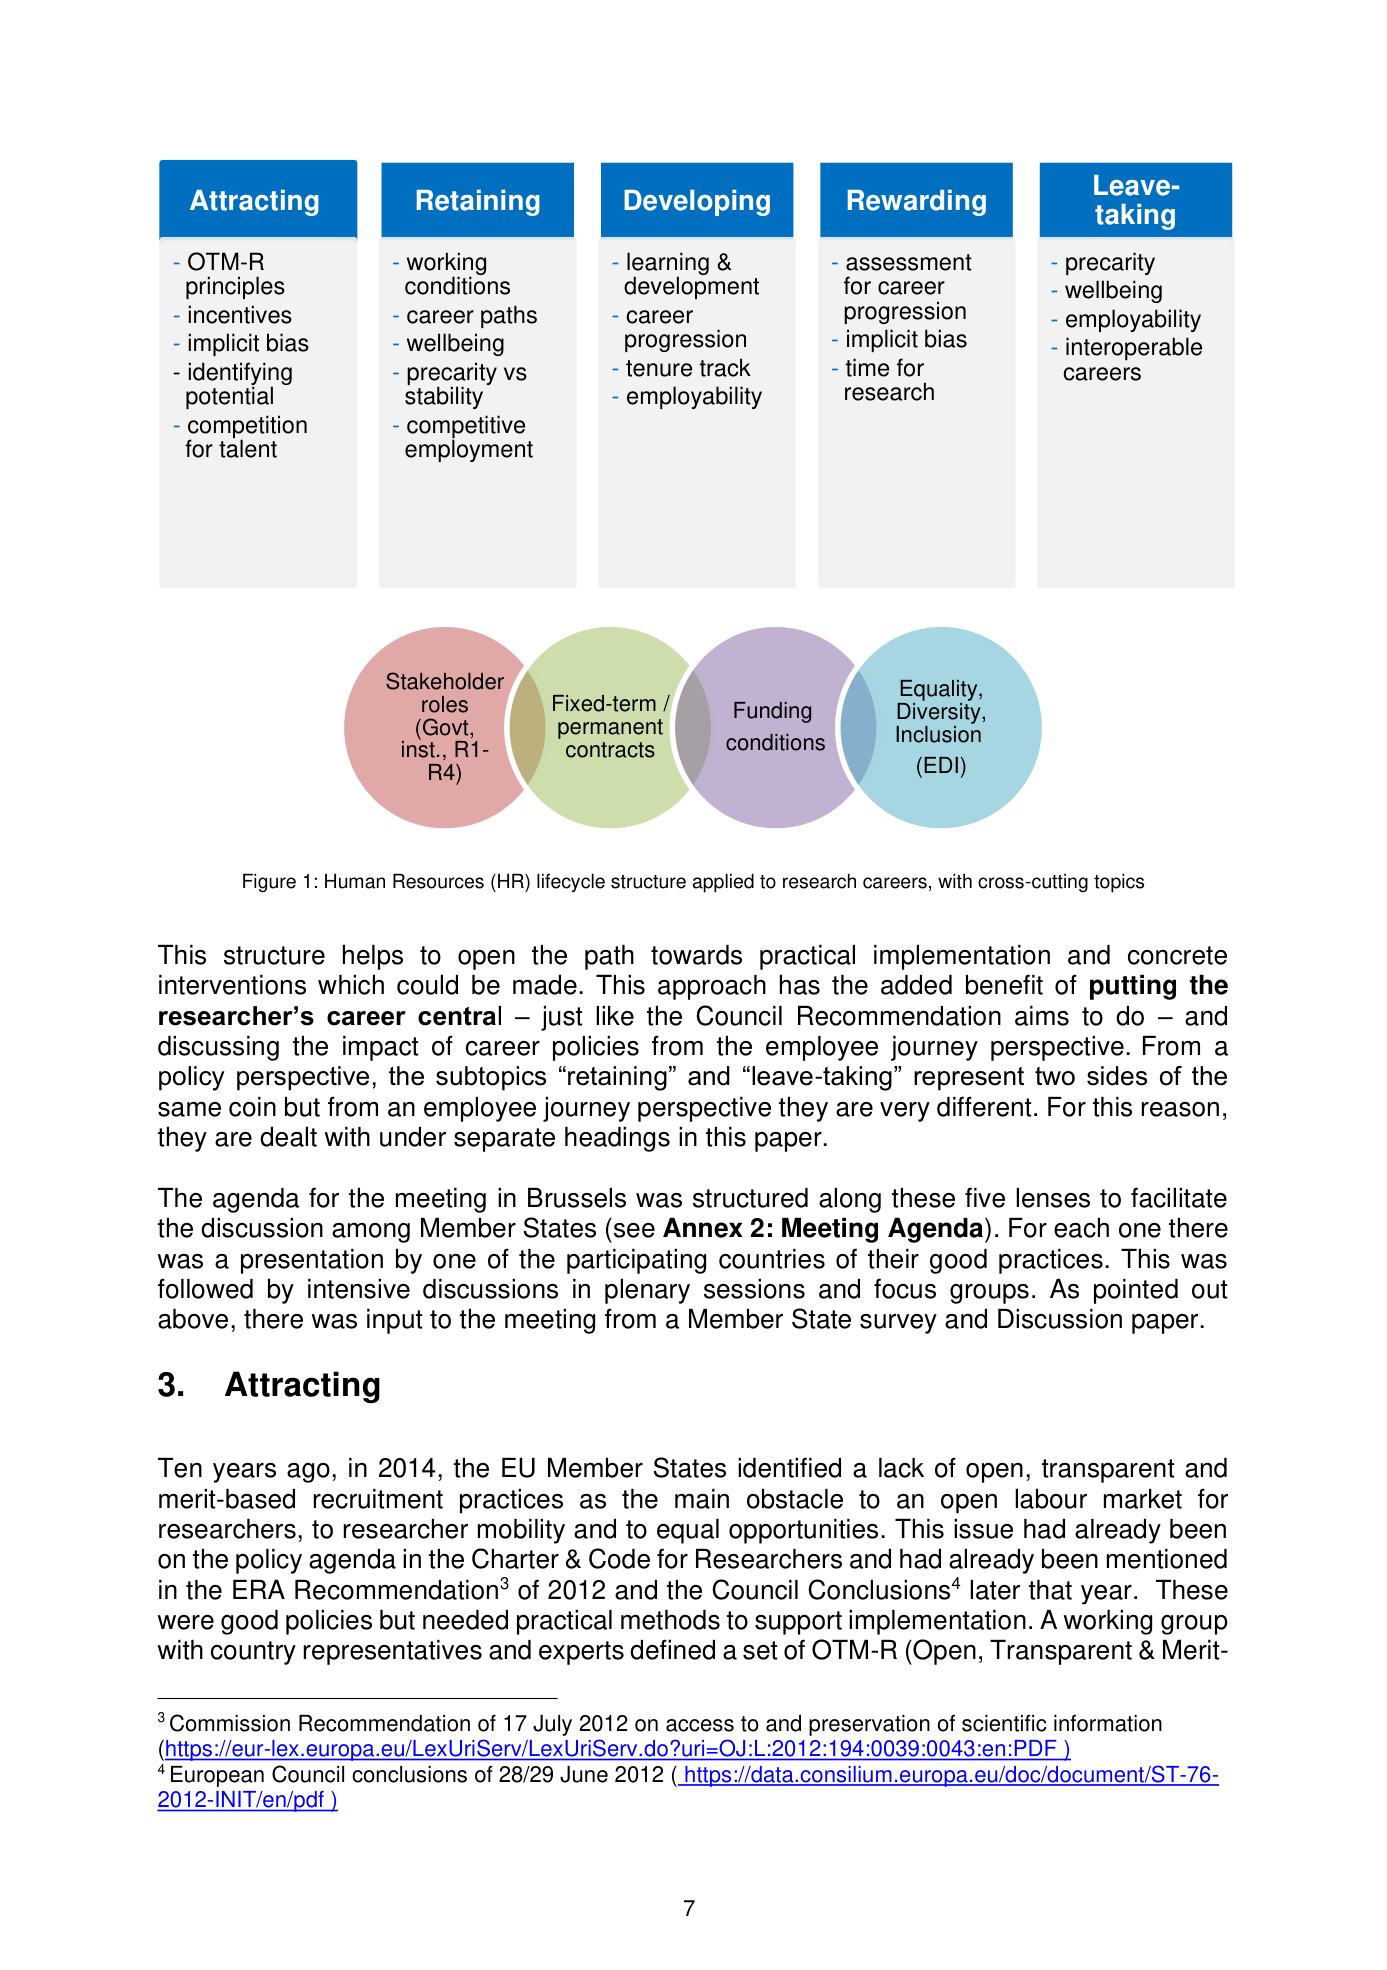 Attracting
- OTM-R
principles
- incentives
- implicit bias
- identifying
potential
- competition
for talent
Retaining
- working
conditions
- career paths
- wellbeing
- precarity vs
stability
- competitive
employment
Developing
- learning &
development
- career
progression
- tenure track
- employability
Rewarding
- assessment
for career
progression
- implicit bias
- time for
research
Leave-
taking
- precarity
- wellbeing
- employability
- interoperable
careers
Stakeholder
roles
(Govt,
inst., R1-
R4)
Fixed-term /
permanent
contracts
Funding
conditions
Equality,
Diversity,
Inclusion
(EDI)
Figure 1: Human Resources (HR) lifecycle structure applied to research careers, with cross-cutting topics
This structure helps to open the path towards practical implementation and concrete
interventions which could be made. This approach has the added benefit of putting the
researcher’s career central – just like the Council Recommendation aims to do – and
discussing the impact of career policies from the employee journey perspective. From a
policy perspective, the subtopics “retaining” and “leave-taking” represent two sides of the
same coin but from an employee journey perspective they are very different. For this reason,
they are dealt with under separate headings in this paper.
The agenda for the meeting in Brussels was structured along these five lenses to facilitate
the discussion among Member States (see Annex 2: Meeting Agenda). For each one there
was a presentation by one of the participating countries of their good practices. This was
followed by intensive discussions in plenary sessions and focus groups. As pointed out
above, there was input to the meeting from a Member State survey and Discussion paper.
3. Attracting
Ten years ago, in 2014, the EU Member States identified a lack of open, transparent and
merit-based recruitment practices as the main obstacle to an open labour market for
researchers, to researcher mobility and to equal opportunities. This issue had already been
on the policy agenda in the Charter & Code for Researchers and had already been mentioned
in the ERA Recommendation3 of 2012 and the Council Conclusions4 later that year. These
were good policies but needed practical methods to support implementation. A working group
with country representatives and experts defined a set of OTM-R (Open, Transparent & Merit-
3 Commission Recommendation of 17 July 2012 on access to and preservation of scientific information
(https://eur-lex.europa.eu/LexUriServ/LexUriServ.do?uri=OJ:L:2012:194:0039:0043:en:PDF )
4 European Council conclusions of 28/29 June 2012 ( https://data.consilium.europa.eu/doc/document/ST-76-
2012-INIT/en/pdf )
7